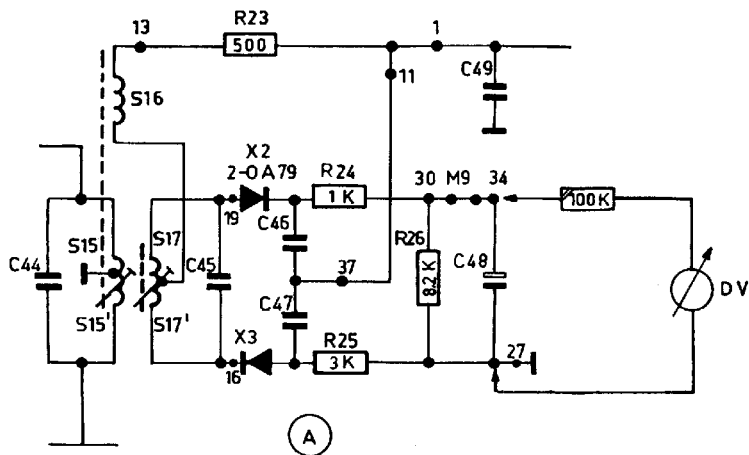 R23
13
500
1
11
C49
S16
X2
2-0A79
R24
1K
30 M9 34
100K
19
C46
R26
8.2K
C48
S15
S17
C44
C45
37
DV
S15'
S17'
C47
X3
R25
3K
16
27
A